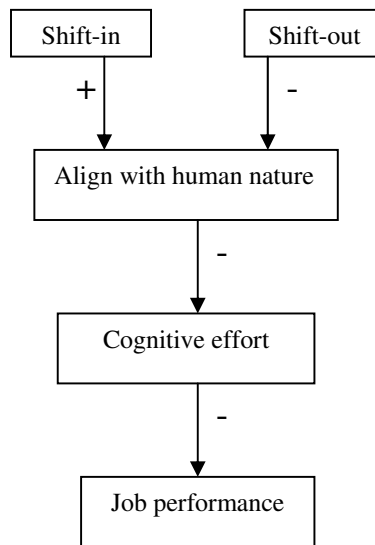 Shift-in
Shift-out
+
-
Align with human nature
-
Cognitive effort
-
Job performance